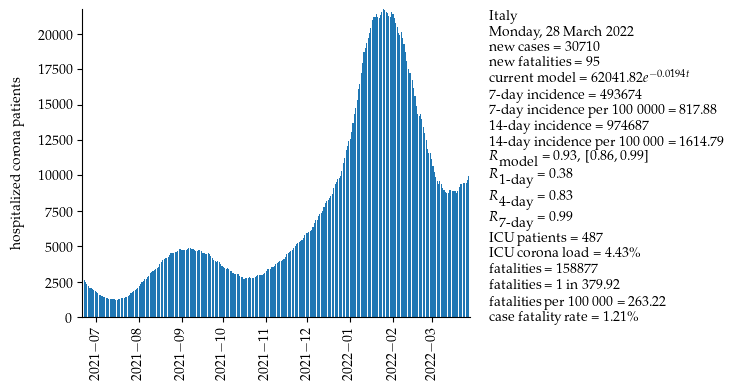 20000
17500
15000
12500
10000
7500
5000
2500
0
hospitalized corona patients
2021−07
2021−08
2021−09
2021−10
2021−11
2021−12
2022−01
2022−02
2022−03
Italy
Monday, 28 March 2022
new cases = 30710
new fatalities = 95
current model = 62041.82e^−0.0194t
7-day incidence = 493674
7-day incidence per 100 0000 = 817.88
14-day incidence = 974687
14-day incidence per 100 000 = 1614.79
R_model = 0.93, [0.86, 0.99]
R_1-day = 0.38
R_4-day = 0.83
R_7-day = 0.99
ICU patients = 487
ICU corona load = 4.43%
fatalities = 158877
fatalities = 1 in 379.92
fatalities per 100 000 = 263.22
case fatality rate = 1.21%